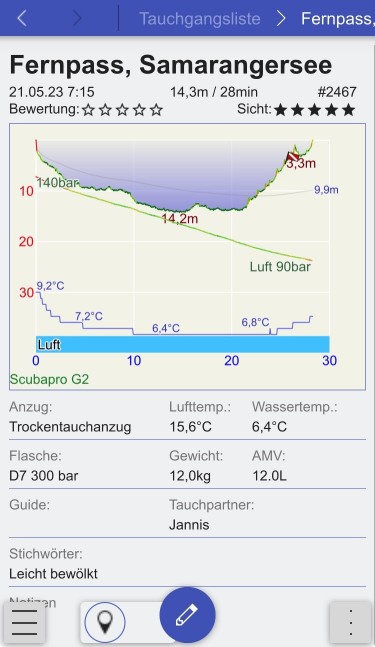 Tauchgangsliste Fernpass,
Fernpass, Samarangersee
21.05.23 7:15 14,3m / 28min #2467
Bewertung: Sicht:
140bar 3,3m
10 9,9m
14.2m
20
Luft 90bar
30 9,2°C
7,2°C 6,4°C 6,8°C
Luft
0 10 20 30
Scubapro G2
Anzug: Lufttemp.: Wassertemp.:
Trockentauchanzug 15,6°C 6,4°C
Flasche: Gewicht: AMV:
D7 300 bar 12,0kg 12.0L
Guide: Tauchpartner:
Jannis
Stichwörter:
Leicht bewölkt
Notizen